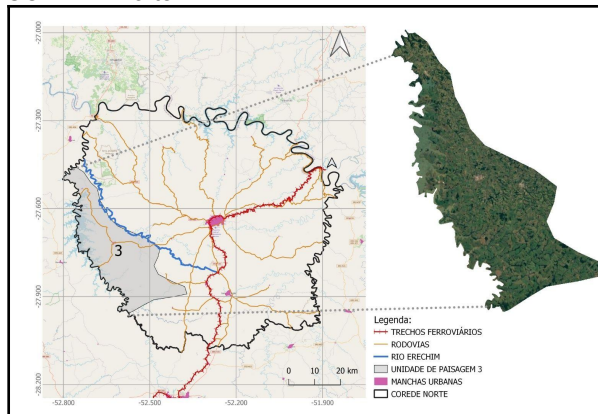 -27.000
-27.300
-27.600
-27.900
-28.200
3
-52.800
-52.500
-52.200
-51.900
0
10
20 km
Legenda:
TRECHOS FERROVIÁRIOS
RODOVIAS
RIO ERECHIM
UNIDADE DE PAISAGEM 3
MANCHAS URBANAS
COREDE NORTE